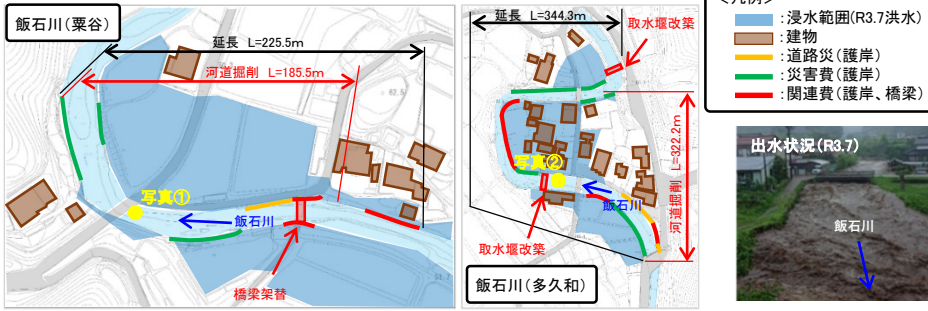 飯石川(粟谷)
延長 L=225.5m
河道掘削 L=185.5m
写真①
飯石川
橋梁架替
延長 L=344.3m
取水堰改築
写真②
飯石川
河道掘削 L=322.2m
取水堰改築
飯石川(多久和)
<凡例>
:浸水範囲(R3.7洪水)
:建物
:道路災(護岸)
:災害費(護岸)
:関連費(護岸、橋梁)
出水状況(R3.7)
飯石川